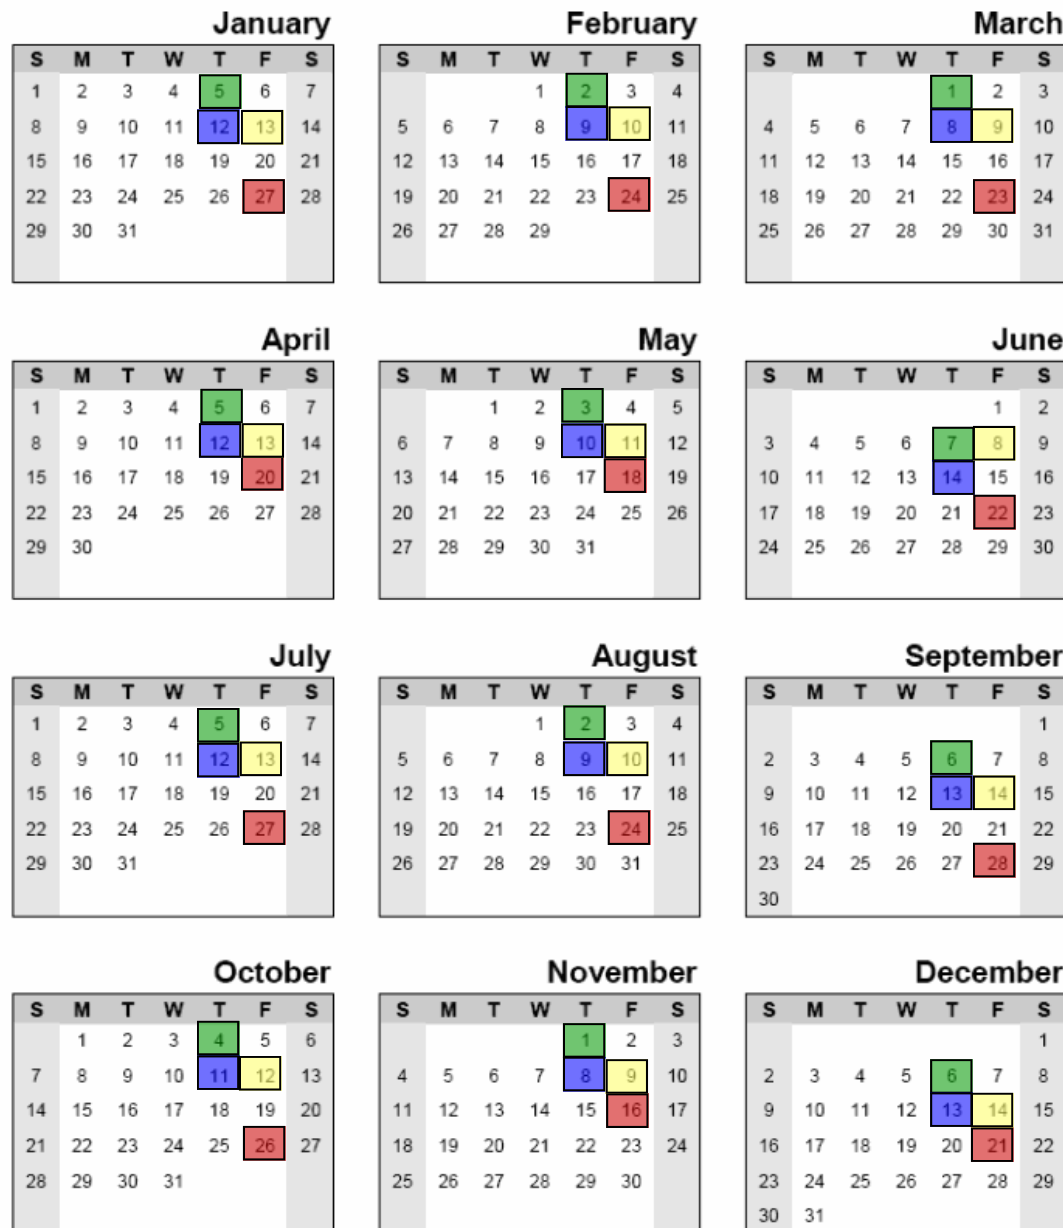 January
S M T W T F S
1 2 3 4 5 6 7
8 9 10 11 12 13 14
15 16 17 18 19 20 21
22 23 24 25 26 27 28
29 30 31
February
S M T W T F S
1 2 3 4
5 6 7 8 9 10 11
12 13 14 15 16 17 18
19 20 21 22 23 24 25
26 27 28 29
March
S M T W T F S
1 2 3
4 5 6 7 8 9 10
11 12 13 14 15 16 17
18 19 20 21 22 23 24
25 26 27 28 29 30 31
April
S M T W T F S
1 2 3 4 5 6 7
8 9 10 11 12 13 14
15 16 17 18 19 20 21
22 23 24 25 26 27 28
29 30
May
S M T W T F S
1 2 3 4 5
6 7 8 9 10 11 12
13 14 15 16 17 18 19
20 21 22 23 24 25 26
27 28 29 30 31
June
S M T W T F S
1 2
3 4 5 6 7 8 9
10 11 12 13 14 15 16
17 18 19 20 21 22 23
24 25 26 27 28 29 30
July
S M T W T F S
1 2 3 4 5 6 7
8 9 10 11 12 13 14
15 16 17 18 19 20 21
22 23 24 25 26 27 28
29 30 31
August
S M T W T F S
1 2 3 4
5 6 7 8 9 10 11
12 13 14 15 16 17 18
19 20 21 22 23 24 25
26 27 28 29 30 31
September
S M T W T F S
1
2 3 4 5 6 7 8
9 10 11 12 13 14 15
16 17 18 19 20 21 22
23 24 25 26 27 28 29
30
October
S M T W T F S
1 2 3 4 5 6
7 8 9 10 11 12 13
14 15 16 17 18 19 20
21 22 23 24 25 26 27
28 29 30 31
November
S M T W T F S
1 2 3
4 5 6 7 8 9 10
11 12 13 14 15 16 17
18 19 20 21 22 23 24
25 26 27 28 29 30
December
S M T W T F S
1
2 3 4 5 6 7 8
9 10 11 12 13 14 15
16 17 18 19 20 21 22
23 24 25 26 27 28 29
30 31